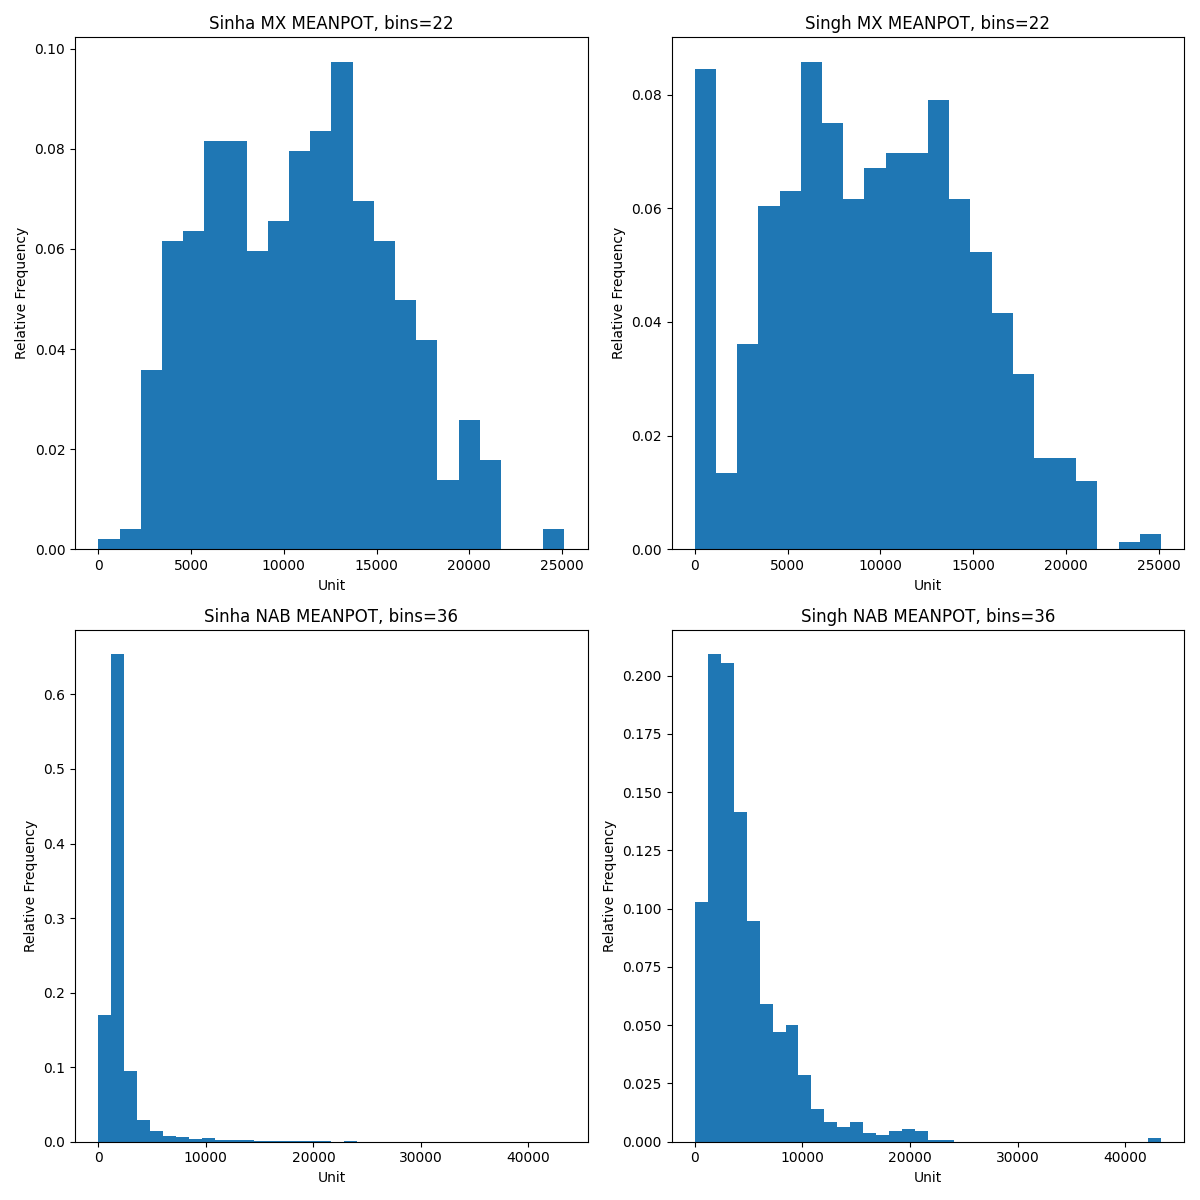 Sinha MX MEANPOT, bins=22
Relative Frequency
0.10
0.08
0.06
0.04
0.02
0.00
0 5000 10000 15000 20000 25000
Unit
Singh MX MEANPOT, bins=22
Relative Frequency
0.08
0.06
0.04
0.02
0.00
0 5000 10000 15000 20000 25000
Unit
Sinha NAB MEANPOT, bins=36
Relative Frequency
0.6
0.5
0.4
0.3
0.2
0.1
0.0
0 10000 20000 30000 40000
Unit
Singh NAB MEANPOT, bins=36
Relative Frequency
0.200
0.175
0.150
0.125
0.100
0.075
0.050
0.025
0.000
0 10000 20000 30000 40000
Unit